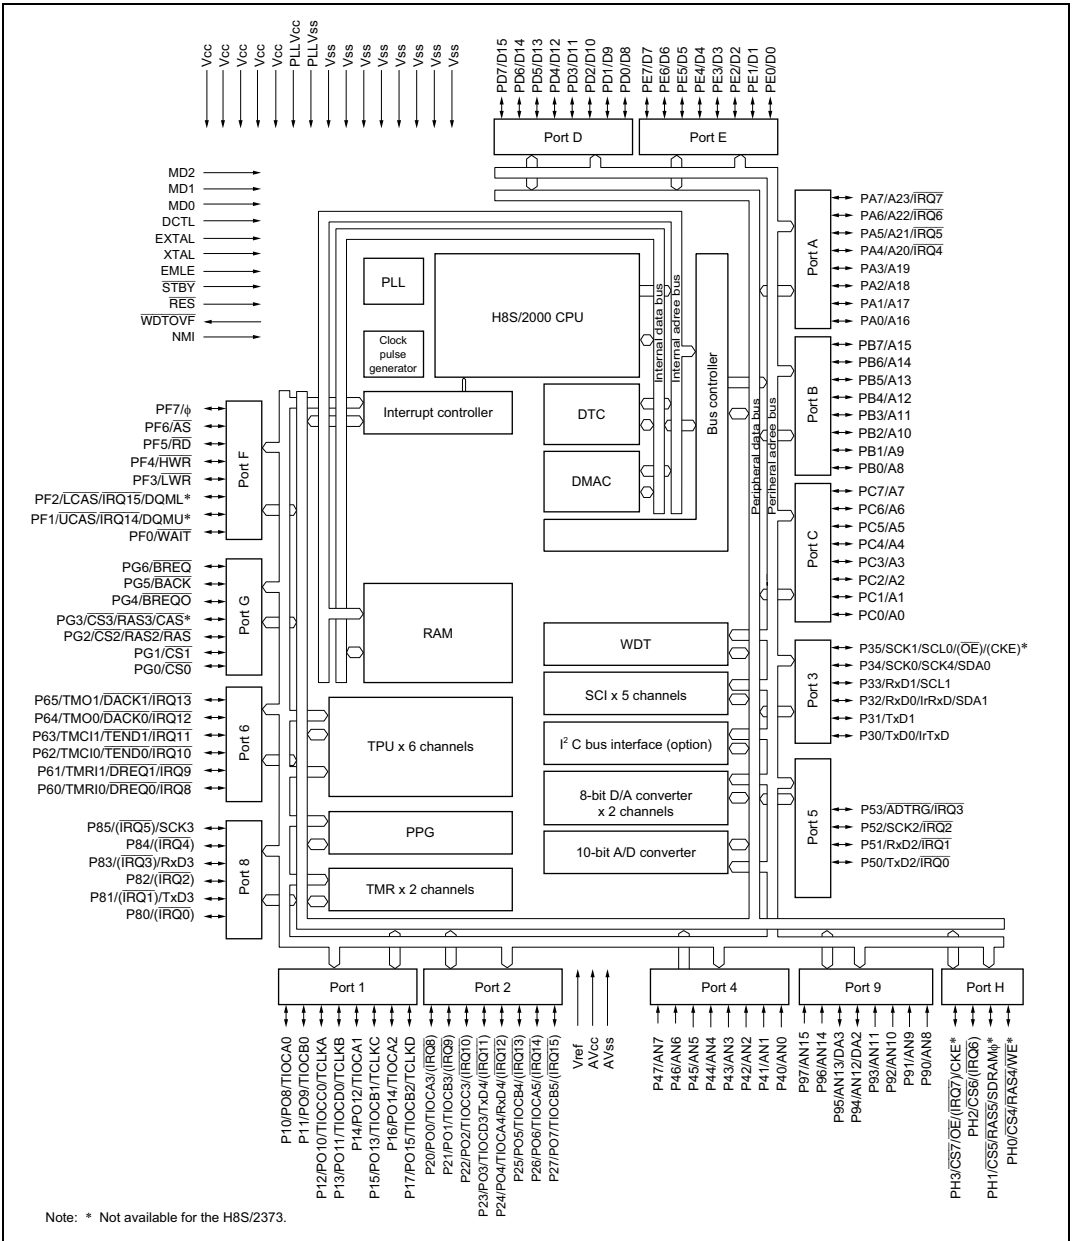 Vcc
Vcc
Vcc
Vcc
Vcc
PLLVcc
PLLVss
Vss
Vss
Vss
Vss
Vss
Vss
Vss
Vss
PD7/D15
PD6/D14
PD5/D13
PD4/D12
PD3/D11
PD2/D10
PD1/D9
PD0/D8
PE7/D7
PE6/D6
PE5/D5
PE4/D4
PE3/D3
PE2/D2
PE1/D1
PE0/D0
Port D
Port E
MD2
MD1
MD0
DCTL
EXTAL
XTAL
EMLE
STBY
RES
WDTOVF
NMI
PLL
Clock
pulse
generator
H8S/2000 CPU
Interrupt controller
DTC
DMAC
Internal data bus
Internal adree bus
Bus controller
Peripheral data bus
Periheral adree bus
Port A
PA7/A23/IRQ7
PA6/A22/IRQ6
PA5/A21/IRQ5
PA4/A20/IRQ4
PA3/A19
PA2/A18
PA1/A17
PA0/A16
Port B
PB7/A15
PB6/A14
PB5/A13
PB4/A12
PB3/A11
PB2/A10
PB1/A9
PB0/A8
Port C
PC7/A7
PC6/A6
PC5/A5
PC4/A4
PC3/A3
PC2/A2
PC1/A1
PC0/A0
PF7/ϕ
PF6/AS
PF5/RD
PF4/HWR
PF3/LWR
PF2/LCAS/IRQ15/DQML*
PF1/UCAS/IRQ14/DQMU*
PF0/WAIT
Port F
PG6/BREQ
PG5/BACK
PG4/BREQO
PG3/CS3/RAS3/CAS*
PG2/CS2/RAS2/RAS
PG1/CS1
PG0/CS0
Port G
RAM
WDT
SCI x 5 channels
I² C bus interface (option)
8-bit D/A converter
x 2 channels
10-bit A/D converter
Port 3
P35/SCK1/SCL0/(OE)/(CKE)*
P34/SCK0/SCK4/SDA0
P33/RxD1/SCL1
P32/RxD0/IrRxD/SDA1
P31/TxD1
P30/TxD0/IrTxD
P65/TMO1/DACK1/IRQ13
P64/TMO0/DACK0/IRQ12
P63/TMCI1/TEND1/IRQ11
P62/TMCI0/TEND0/IRQ10
P61/TMRI1/DREQ1/IRQ9
P60/TMRI0/DREQ0/IRQ8
Port 6
TPU x 6 channels
PPG
TMR x 2 channels
Port 5
P53/ADTRG/IRQ3
P52/SCK2/IRQ2
P51/RxD2/IRQ1
P50/TxD2/IRQ0
P85/(IRQ5)/SCK3
P84/(IRQ4)
P83/(IRQ3)/RxD3
P82/(IRQ2)
P81/(IRQ1)/TxD3
P80/(IRQ0)
Port 8
Port 1
Port 2
Port 4
Port 9
Port H
P10/PO8/TIOCA0
P11/PO9/TIOCB0
P12/PO10/TIOCC0/TCLKA
P13/PO11/TIOCD0/TCLKB
P14/PO12/TIOCA1
P15/PO13/TIOCB1/TCLKC
P16/PO14/TIOCA2
P17/PO15/TIOCB2/TCLKD
P20/PO0/TIOCA3/(IRQ8)
P21/PO1/TIOCB3/(IRQ9)
P22/PO2/TIOCC3/(IRQ10)
P23/PO3/TIOCD3/TxD4/(IRQ11)
P24/PO4/TIOCA4/RxD4/(IRQ12)
P25/PO5/TIOCB4/(IRQ13)
P26/PO6/TIOCA5/(IRQ14)
P27/PO7/TIOCB5/(IRQ15)
Vref
AVcc
AVss
P47/AN7
P46/AN6
P45/AN5
P44/AN4
P43/AN3
P42/AN2
P41/AN1
P40/AN0
P97/AN15
P96/AN14
P95/AN13/DA3
P94/AN12/DA2
P93/AN11
P92/AN10
P91/AN9
P90/AN8
PH3/CS7/OE/(IRQ7)/CKE*
PH2/CS6/(IRQ6)
PH1/CS5/RAS5/SDRAMϕ*
PH0/CS4/RAS4/WE*
Note: * Not available for the H8S/2373.